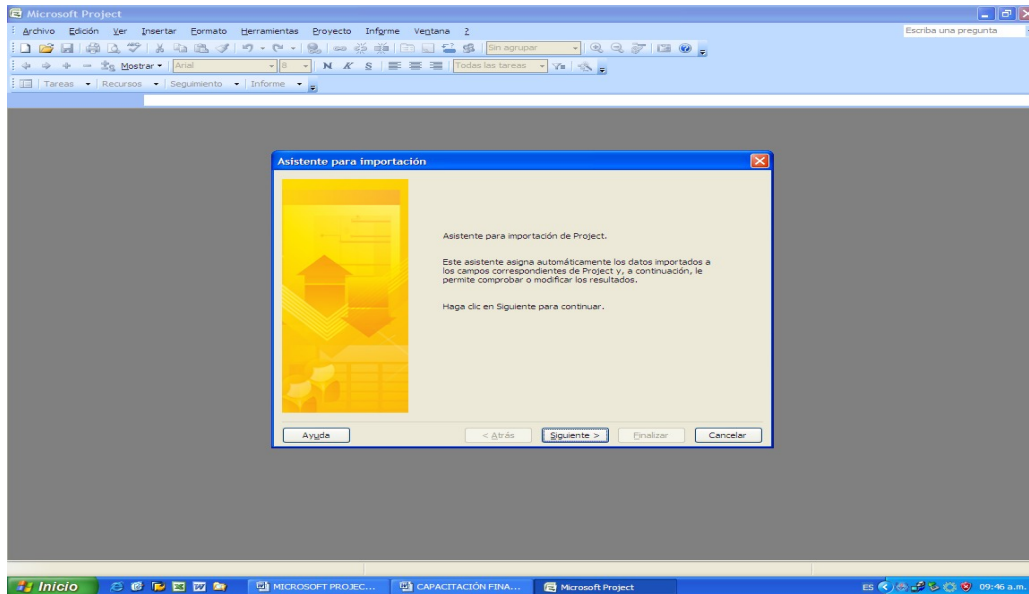 Microsoft Project
Archivo Edición Ver Insertar Formato Herramientas Proyecto Informe Ventana ? Escriba una pregunta
Sin agrupar
Mostrar Arial 8 N K S Todas las tareas
Tareas Recursos Seguimiento Informe
Asistente para importación
Asistente para importación de Project.
Este asistente asigna automáticamente los datos importados a
los campos correspondientes de Project y, a continuación, le
permite comprobar o modificar los resultados.
Haga clic en Siguiente para continuar.
Ayuda < Atrás Siguiente > Finalizar Cancelar
Inicio MICROSOFT PROJEC... CAPACITACIÓN FINA... Microsoft Project ES 09:46 a.m.